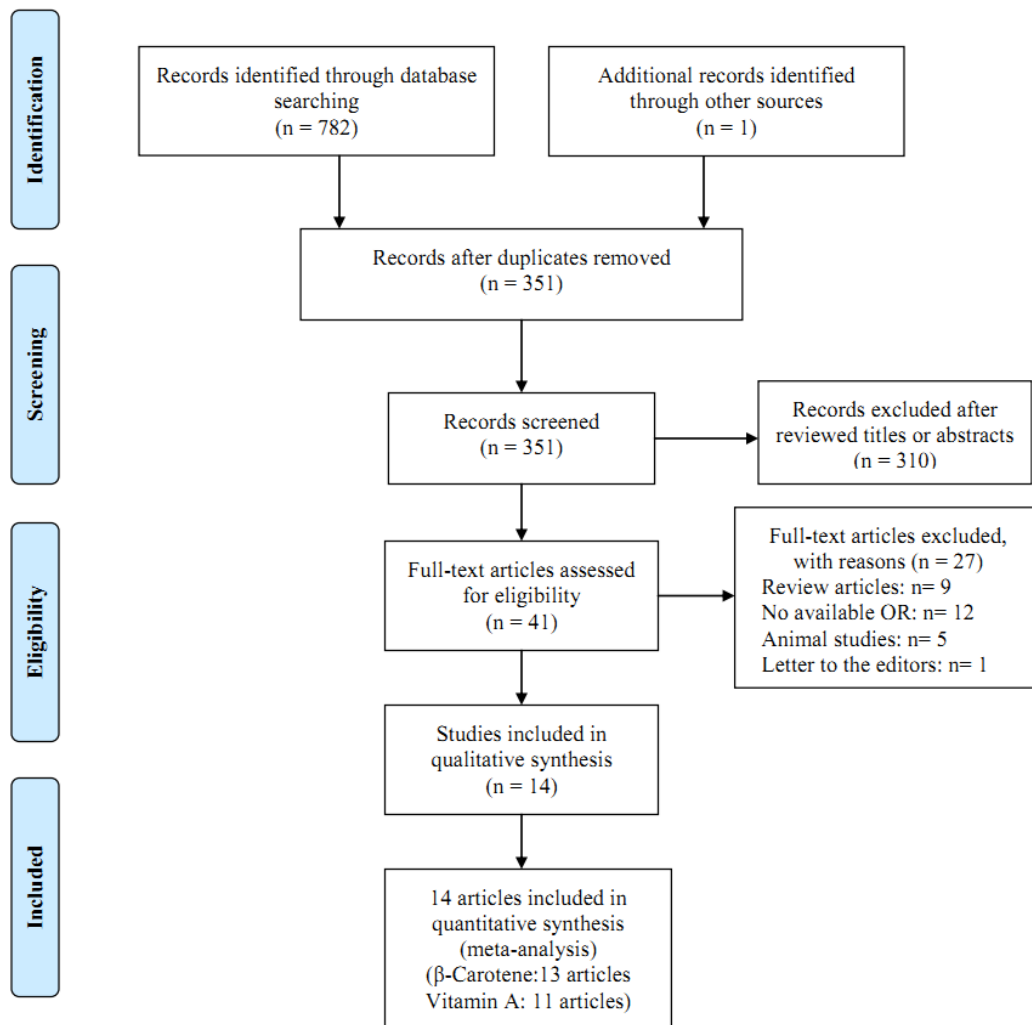 Identification
Records identified through database
searching
(n = 782)
Additional records identified
through other sources
(n = 1)
Records after duplicates removed
(n = 351)
Screening
Records screened
(n = 351)
Records excluded after
reviewed titles or abstracts
(n = 310)
Eligibility
Full-text articles assessed
for eligibility
(n = 41)
Full-text articles excluded,
with reasons (n = 27)
Review articles: n= 9
No available OR: n= 12
Animal studies: n= 5
Letter to the editors: n= 1
Studies included in
qualitative synthesis
(n = 14)
Included
14 articles included in
quantitative synthesis
(meta-analysis)
(β-Carotene:13 articles
Vitamin A: 11 articles)